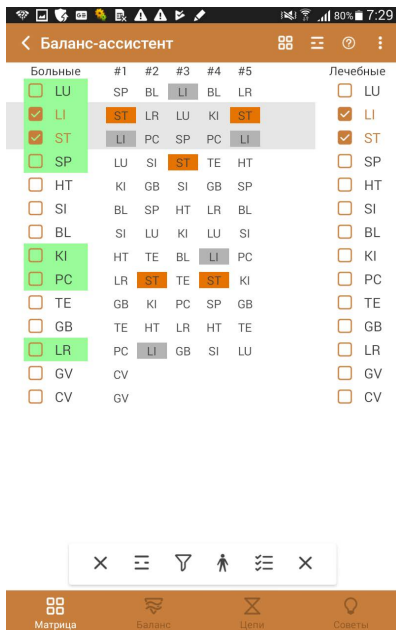 80% 7:29
Баланс-ассистент
Больные #1 #2 #3 #4 #5 Лечебные
LU SP BL LI BL LR LU
LI ST LR LU KI ST LI
ST LI PC SP PC LI ST
SP LU SI ST TE HT SP
HT KI GB SI GB SP HT
SI BL SP HT LR BL SI
BL SI LU KI LU SI BL
KI HT TE BL LI PC KI
PC LR ST TE ST KI PC
TE GB KI PC SP GB TE
GB TE HT LR HT TE GB
LR PC LI GB SI LU LR
GV CV GV
CV GV CV
Матрица Баланс Цепи Советы